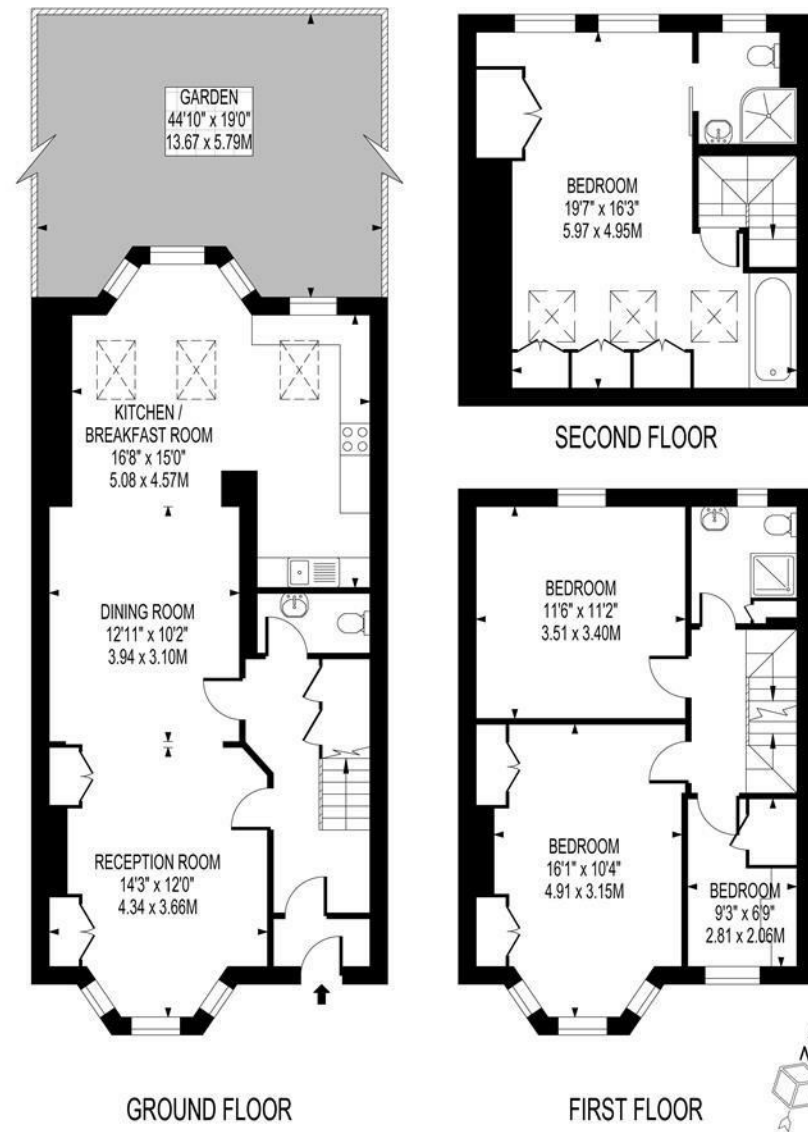 GARDEN
44'10" x 19'0"
13.67 x 5.79M
KITCHEN /
BREAKFAST ROOM
16'8" x 15'0"
5.08 x 4.57M
DINING ROOM
12'11" x 10'2"
3.94 x 3.10M
RECEPTION ROOM
14'3" x 12'0"
4.34 x 3.66M
GROUND FLOOR
BEDROOM
19'7" x 16'3"
5.97 x 4.95M
SECOND FLOOR
BEDROOM
11'6" x 11'2"
3.51 x 3.40M
BEDROOM
16'1" x 10'4"
4.91 x 3.15M
BEDROOM
9'3" x 6'9"
2.81 x 2.06M
FIRST FLOOR